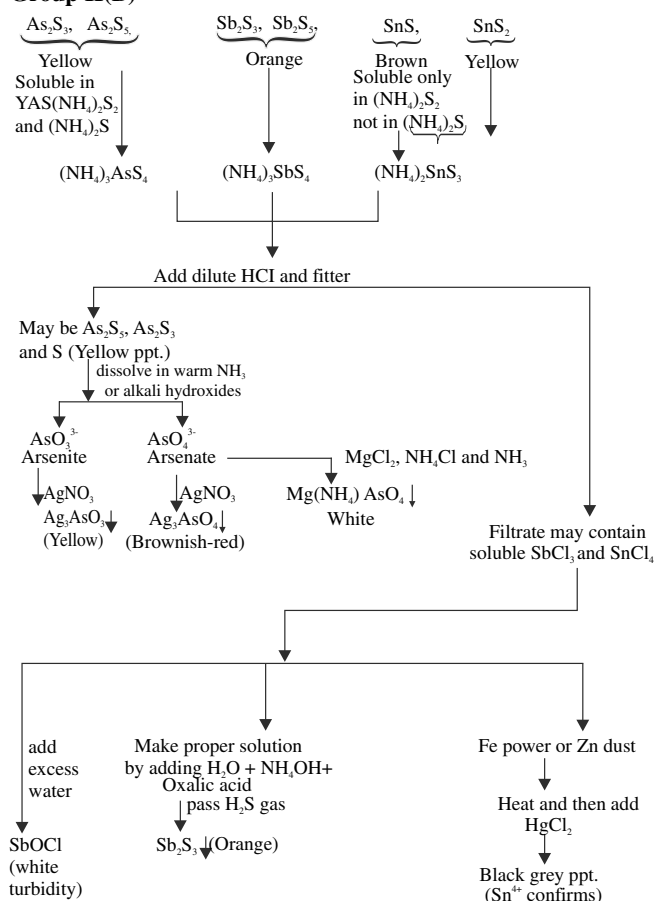 Group II(B)
As₂S₃, As₂S₅, Sb₂S₃, Sb₂S₅, SnS, SnS₂
Yellow
Soluble in
YAS(NH₄)₂S₂
and (NH₄)₂S
Orange
Brown
Soluble only
in (NH₄)₂S₂
not in (NH₄)₂S
Yellow
(NH₄)₃AsS₄ (NH₄)₃SbS₄ (NH₄)₂SnS₃
Add dilute HCI and fitter
May be As₂S₅, As₂S₃
and S (Yellow ppt.)
dissolve in warm NH₃
or alkali hydroxides
AsO₃³⁻
Arsenite
AgNO₃
Ag₃AsO₃↓
(Yellow)
AsO₄³⁻
Arsenate
AgNO₃
Ag₃AsO₄↓
(Brownish-red)
MgCl₂, NH₄Cl and NH₃
Mg(NH₄) AsO₄↓
White
Filtrate may contain
soluble SbCl₃ and SnCl₄
add
excess
water
SbOCl
(white
turbidity)
Make proper solution
by adding H₂O + NH₄OH+
Oxalic acid
pass H₂S gas
Sb₂S₃↓(Orange)
Fe power or Zn dust
Heat and then add
HgCl₂
Black grey ppt.
(Sn⁴⁺ confirms)